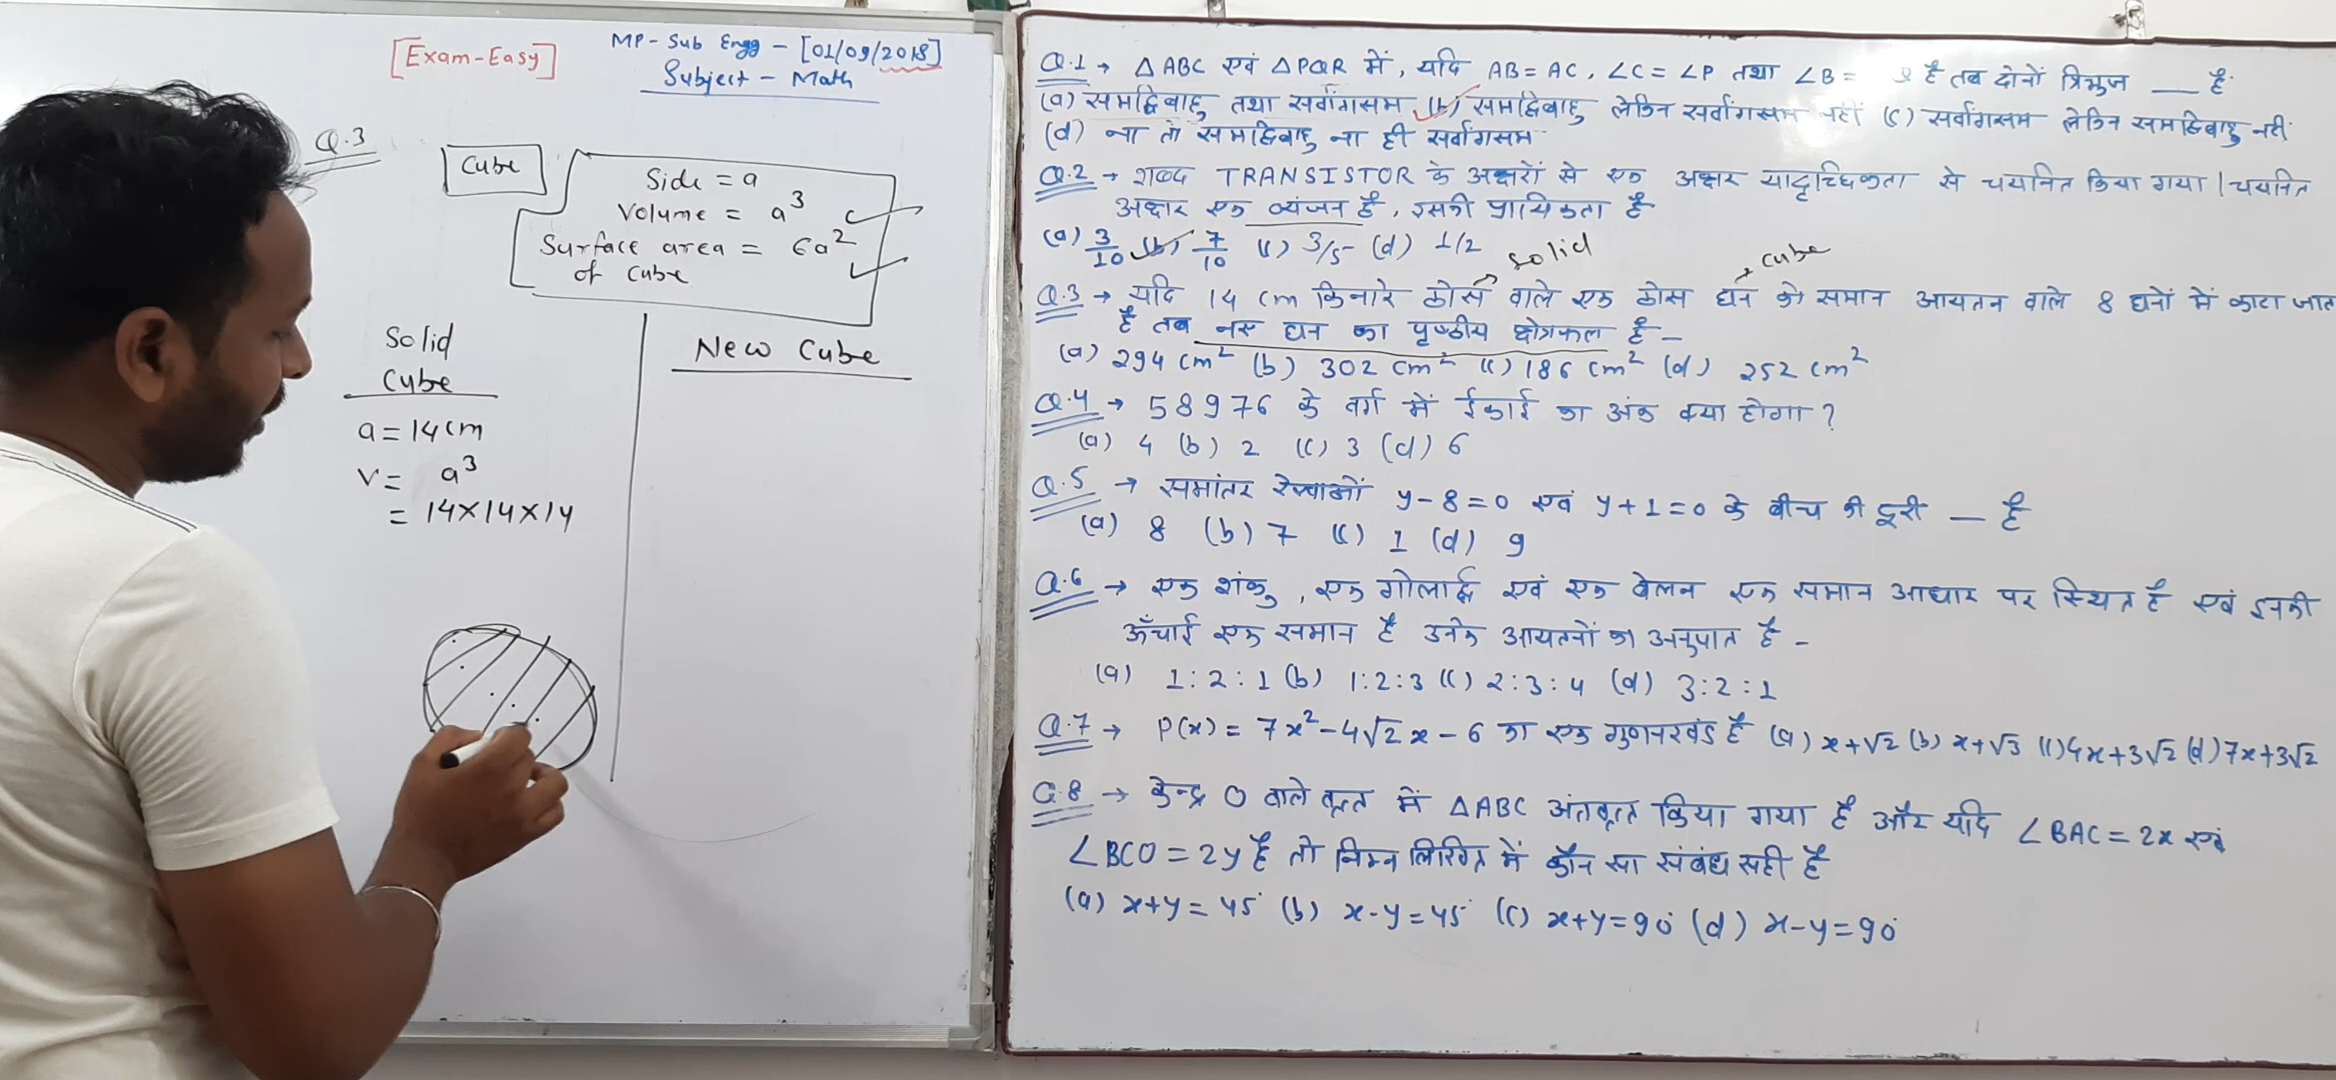 [Exam-Easy]
MP-Sub Engg - [01/09/2018]
Subject - Math
Q.3
Cube
Side = a
Volume = a³
Surface area = 6a²
of Cube
Solid
Cube
a = 14cm
V = a³
= 14×14×14
New Cube
Q.1 → △ABC एवं △PQR में, यदि AB = AC, ∠C = ∠P तथा ∠B = है तब दोनों त्रिभुज — है
(a) समद्विबाहु तथा सर्वांगसम (b) समद्विबाहु लेकिन सर्वांगसम नहीं (c) सर्वांगसम लेकिन समद्विबाहु नहीं
(d) ना तो समद्विबाहु ना ही सर्वांगसम
Q.2 → शब्द TRANSISTOR के अक्षरों से एक अक्षर यादृच्छिकता से चयनित किया गया | चयनित
अक्षर एक व्यंजन है, इसकी प्रायिकता है
(a) 3/10 (b) 7/10 (c) 3/5 (d) 1/2
solid
cube
Q.3 → यदि 14 cm किनारे ठोस वाले एक ठोस घन को समान आयतन वाले 8 घनों में काटा जाता
है तब नए घन का पृष्ठीय क्षेत्रफल है –
(a) 294 cm² (b) 302 cm² (c) 186 cm² (d) 252 cm²
Q.4 → 58976 के वर्ग में ईकाई का अंक क्या होगा ?
(a) 4 (b) 2 (c) 3 (d) 6
Q.5 → समांतर रेखाओं y-8=0 एवं y+1=0 के बीच की दूरी — है
(a) 8 (b) 7 (c) 1 (d) 9
Q.6 → एक शंकु, एक गोलार्द्ध एवं एक बेलन एक समान आधार पर स्थित है एवं इनकी
ऊँचाई एक समान है उनके आयतनों का अनुपात है –
(a) 1:2:1 (b) 1:2:3 (c) 2:3:4 (d) 3:2:1
Q.7 → P(x) = 7x²-4√2x-6 का एक गुणनखंड है (a) x+√2 (b) x+√3 (c) 4x+3√2 (d) 7x+3√2
Q.8 → केन्द्र O वाले वृत्त में △ABC अंतवृत्त किया गया है और यदि ∠BAC = 2x एवं
∠BCO = 2y है तो निम्न लिखित में कौन सा संबंध सही है
(a) x+y=45° (b) x-y=45° (c) x+y=90° (d) x-y=90°